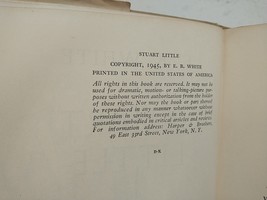 STUART LITTLE
COPYRIGHT, 1945, BY E. B. WHITE
PRINTED IN THE UNITED STATES OF AMERICA
All rights in this book are reserved. It may not
be used for dramatic, motion- or talking-picture pur-
poses without written authorization from the holder
of these rights. Nor may the book or part thereof
be reproduced in any manner whatsoever without
permission in writing except in the case of brief
quotations embodied in critical articles and reviews.
For information address: Harper & Brothers,
49 East 33rd Street, New York, N. Y.